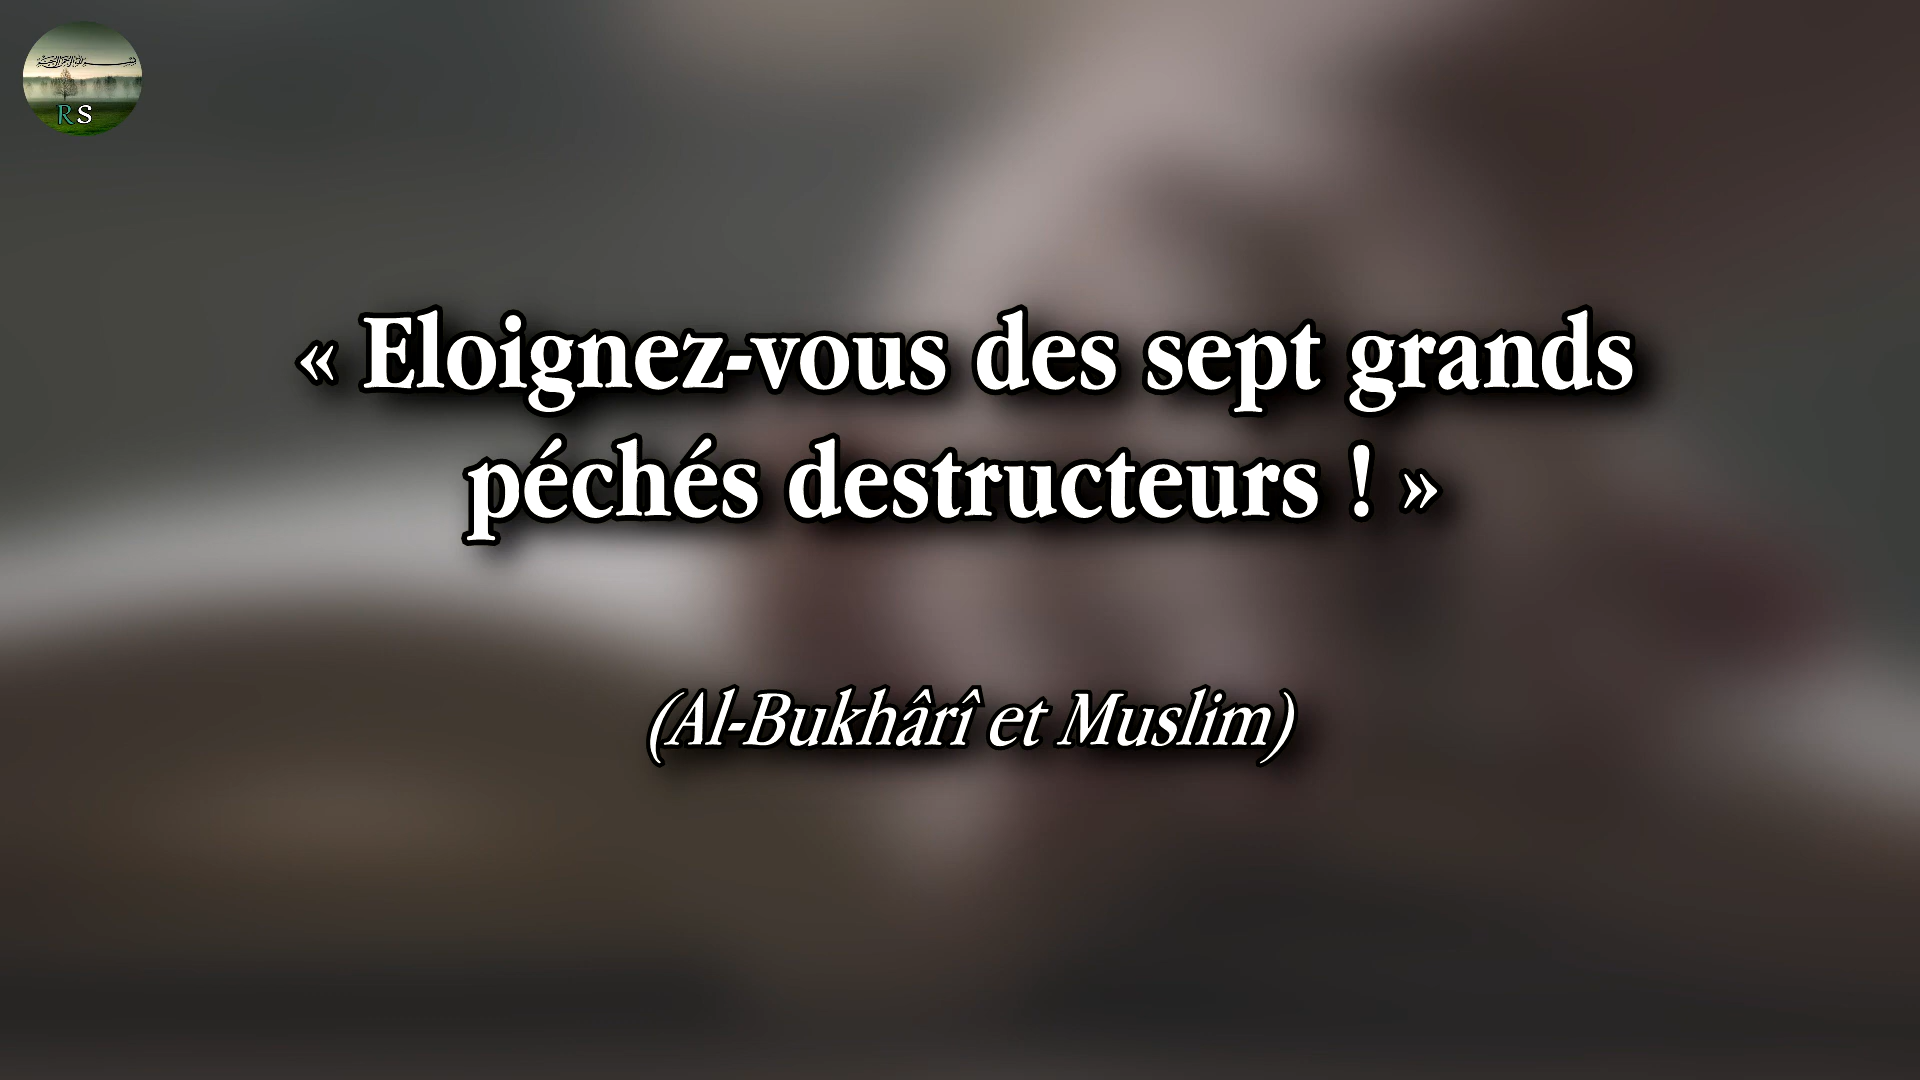 RS
« Eloignez-vous des sept grands
péchés destructeurs ! »
(Al-Bukhârî et Muslim)